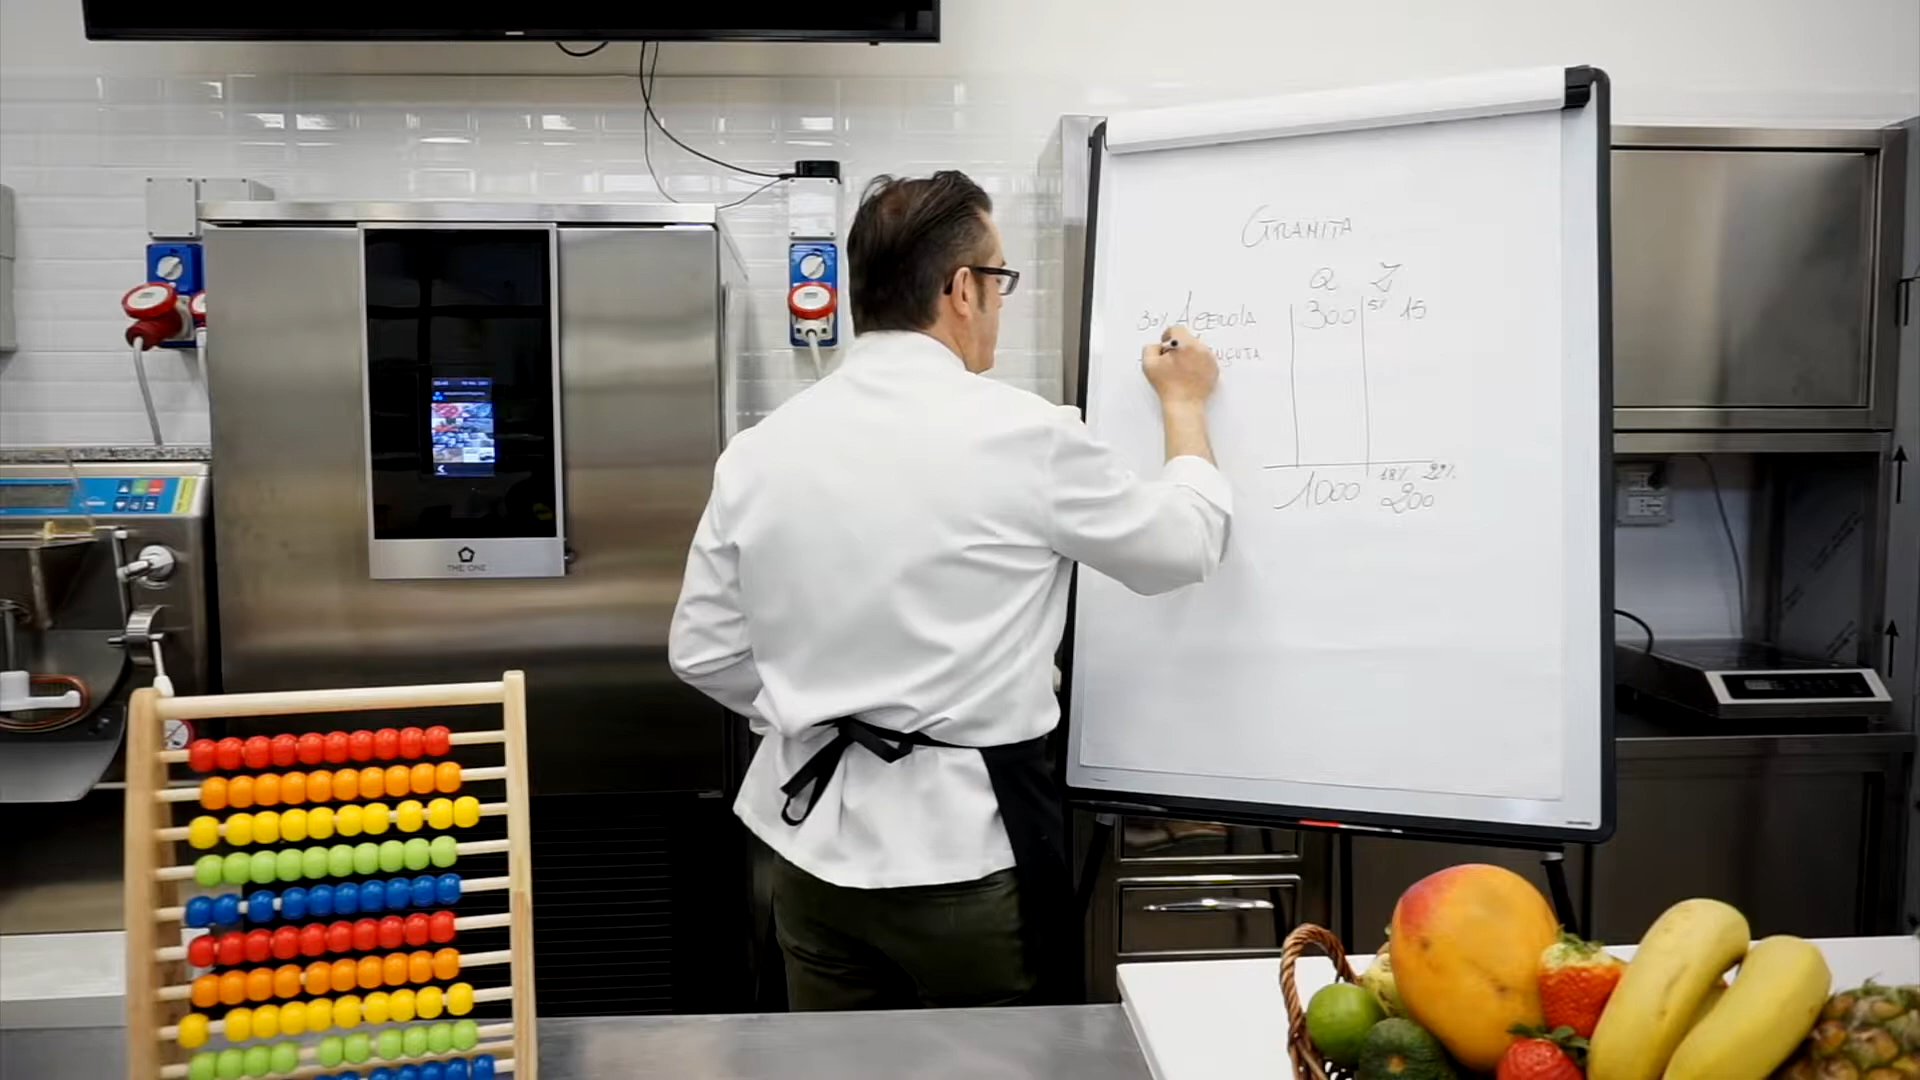 GRANITA
Q Z
30% ACEROLA 300 5% 15
1000 18% 22%
200
THE ONE